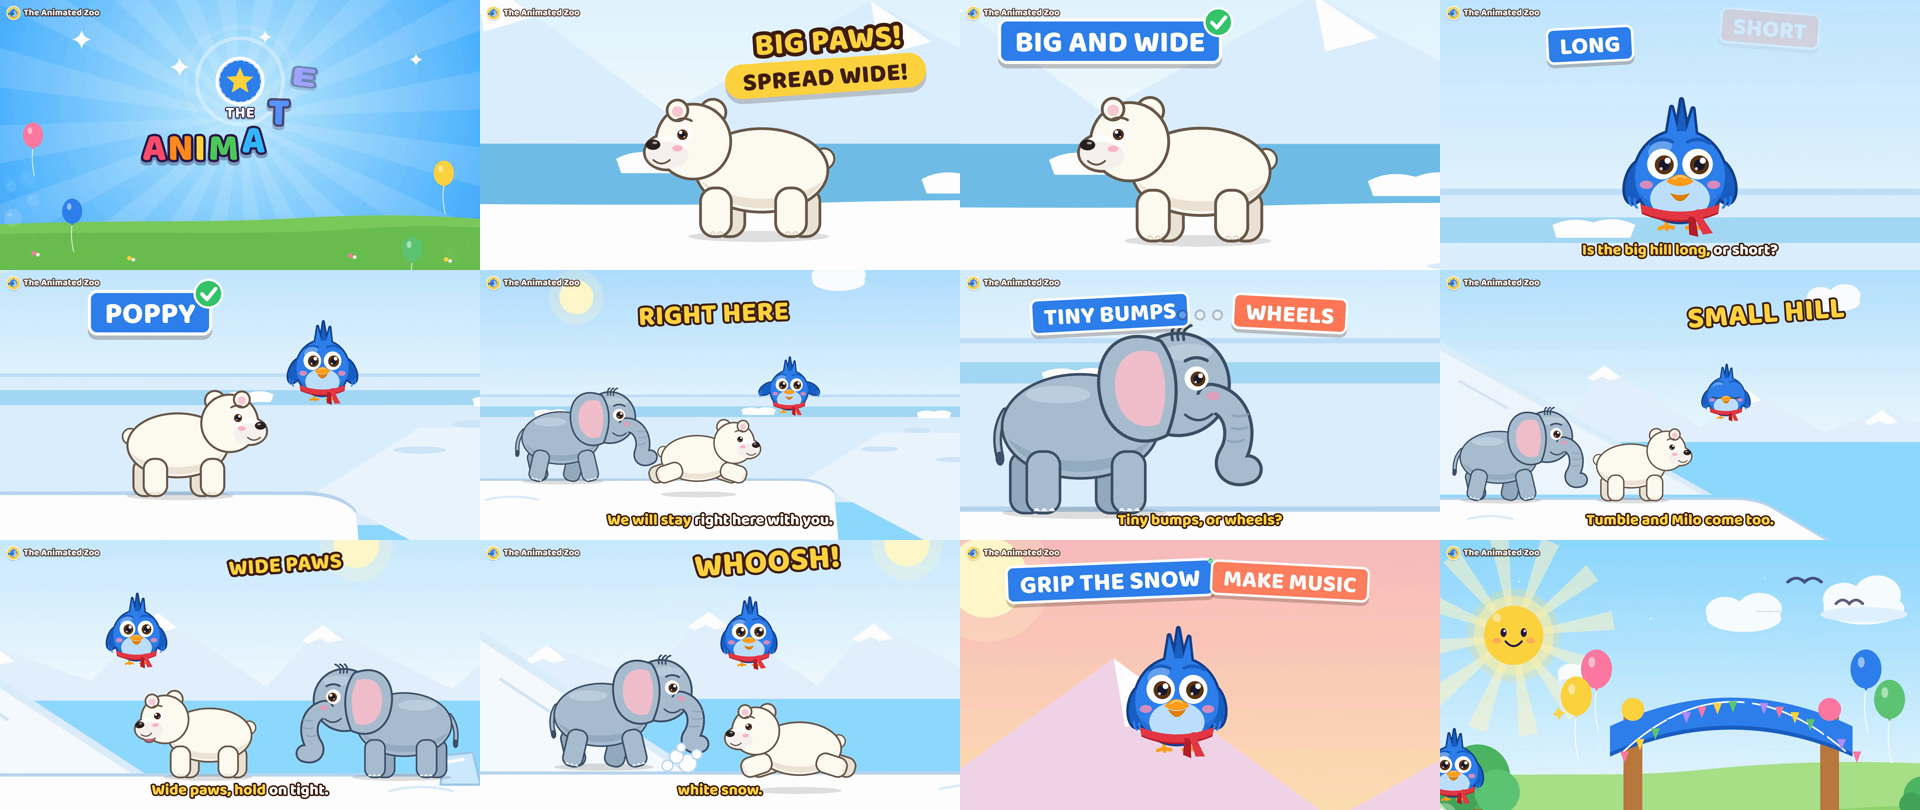 The Animated Zoo
THE
ANIMATE
The Animated Zoo
BIG PAWS!
SPREAD WIDE!
The Animated Zoo
BIG AND WIDE
The Animated Zoo
LONG
SHORT
Is the big hill long, or short?
The Animated Zoo
POPPY
The Animated Zoo
RIGHT HERE
We will stay right here with you.
The Animated Zoo
TINY BUMPS
WHEELS
Tiny bumps, or wheels?
The Animated Zoo
SMALL HILL
Tumble and Milo come too.
The Animated Zoo
WIDE PAWS
Wide paws, hold on tight.
The Animated Zoo
WHOOSH!
white snow.
The Animated Zoo
GRIP THE SNOW
MAKE MUSIC
The Animated Zoo